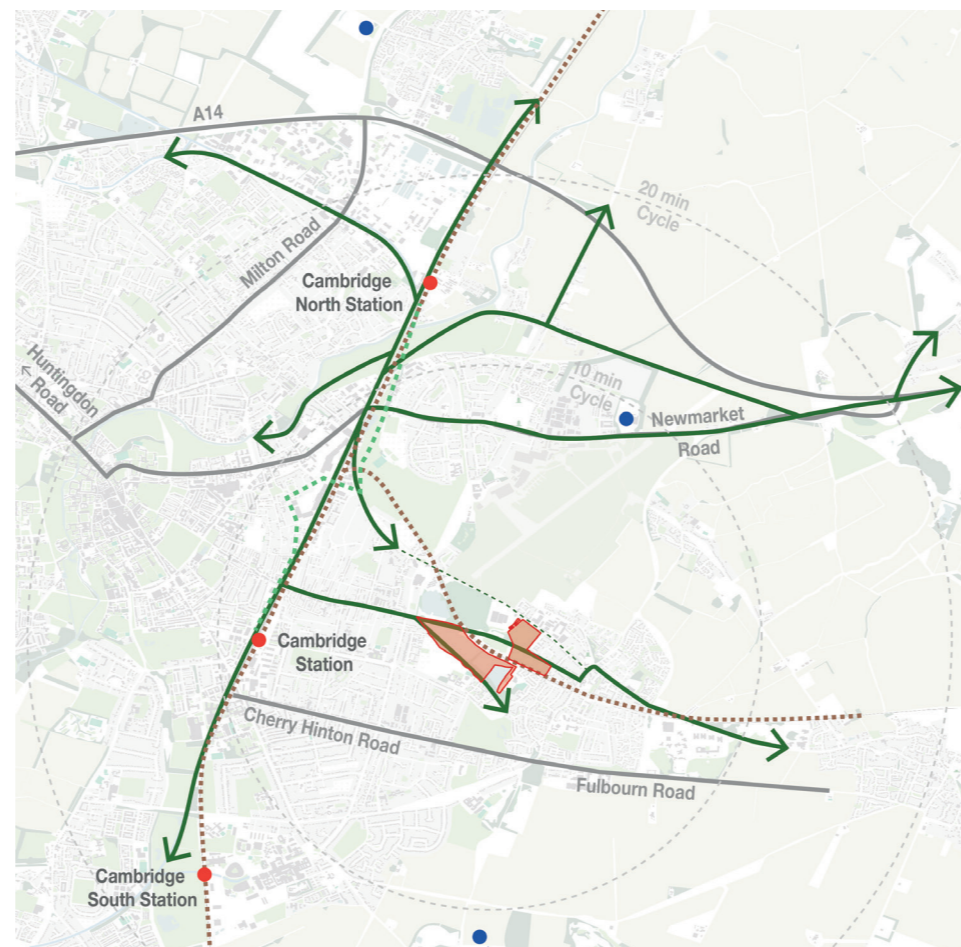 A14
20 min
Cycle
Milton Road
Cambridge
North Station
Huntingdon
Road
10 min
Cycle
Newmarket
Road
Cambridge
Station
Cherry Hinton Road
Fulbourn Road
Cambridge
South Station